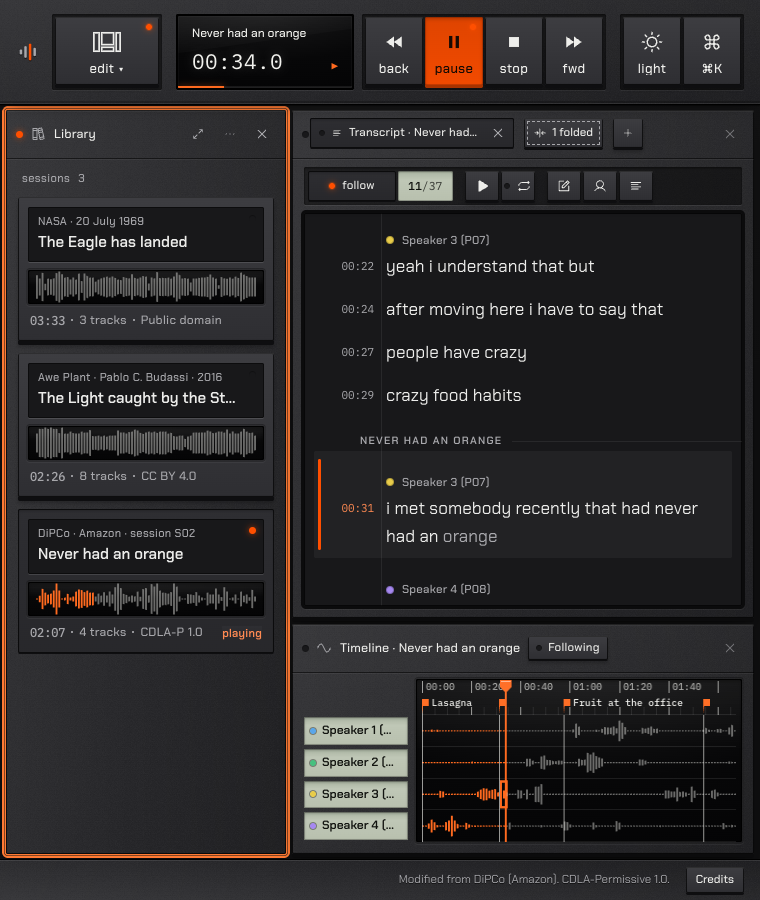 edit
Never had an orange
00:34.0
back
pause
stop
fwd
light
⌘K
Library
sessions 3
NASA · 20 July 1969
The Eagle has landed
03:33 · 3 tracks · Public domain
Awe Plant · Pablo C. Budassi · 2016
The Light caught by the St...
02:26 · 8 tracks · CC BY 4.0
DiPCo · Amazon · session S02
Never had an orange
02:07 · 4 tracks · CDLA-P 1.0 playing
Transcript · Never had...
1 folded
follow
11/37
Speaker 3 (P07)
00:22 yeah i understand that but
00:24 after moving here i have to say that
00:27 people have crazy
00:29 crazy food habits
NEVER HAD AN ORANGE
Speaker 3 (P07)
00:31 i met somebody recently that had never
had an orange
Speaker 4 (P08)
Timeline · Never had an orange
Following
00:00 00:20 00:40 01:00 01:20 01:40
Lasagna Fruit at the office
Speaker 1 (...
Speaker 2 (...
Speaker 3 (...
Speaker 4 (...
Modified from DiPCo (Amazon). CDLA-Permissive 1.0.
Credits